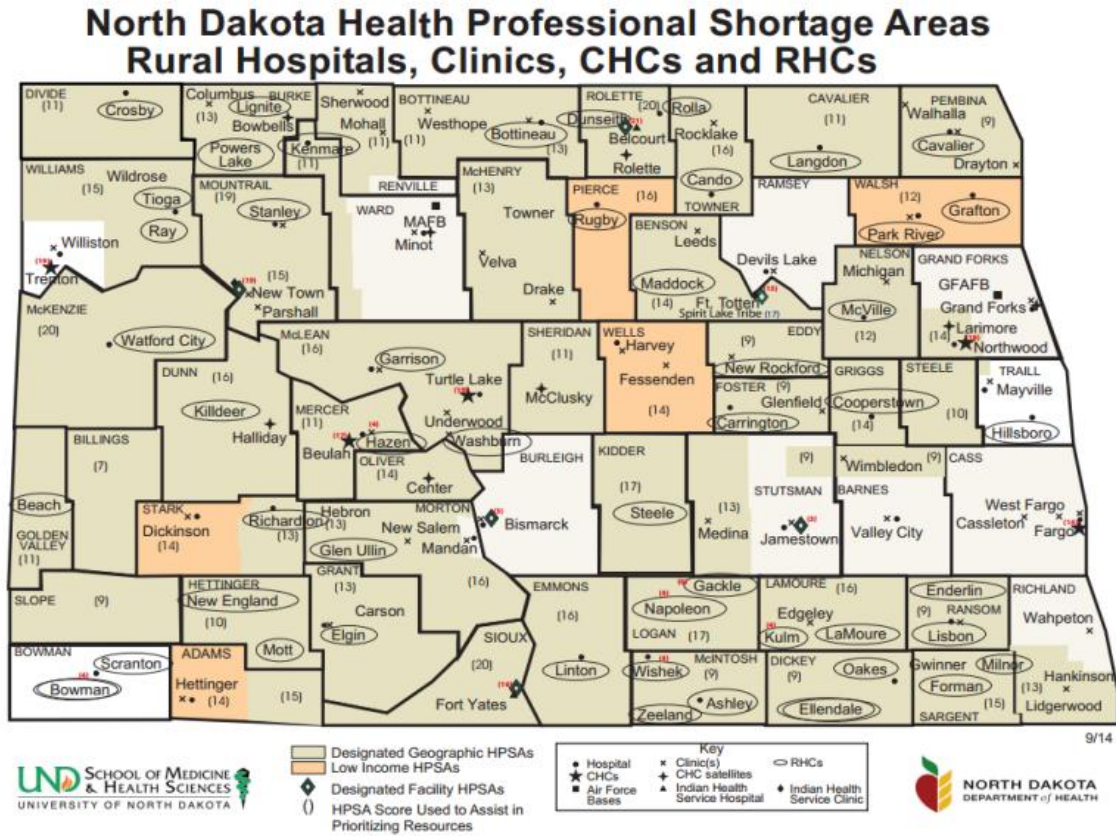 North Dakota Health Professional Shortage Areas
Rural Hospitals, Clinics, CHCs and RHCs
DIVIDE
(11)
Crosby
Columbus
BURKE
(13)
Lignite
Bowbells
Powers
Lake
Kenmare
(11)
Sherwood
Mohall
(11)
RENVILLE
BOTTINEAU
Westhope
(11)
Bottineau
(13)
ROLETTE
(20)
Dunseith
(21)
Belcourt
Rolette
Rolla
Rocklake
(16)
Cando
TOWNER
CAVALIER
(11)
Langdon
PEMBINA
Walhalla
(9)
Cavalier
Drayton
WILLIAMS
(15)
Wildrose
Tioga
Ray
Williston
Trenton
MOUNTRAIL
(19)
Stanley
(15)
New Town
Parshall
WARD
MAFB
Minot
McHENRY
(13)
Towner
Velva
Drake
PIERCE
(16)
Rugby
BENSON
Leeds
Maddock
(14)
Ft. Totten
Spirit Lake Tribe (17)
RAMSEY
Devils Lake
WALSH
(12)
Park River
Grafton
NELSON
Michigan
McVille
(12)
GRAND FORKS
GFAFB
Grand Forks
Larimore
(14)
Northwood
McKENZIE
(20)
Watford City
DUNN
(16)
Killdeer
Halliday
McLEAN
(16)
Garrison
Turtle Lake
Underwood
Washburn
MERCER
(11)
(4)
Hazen
Beulah
OLIVER
(14)
Center
SHERIDAN
(11)
McClusky
WELLS
Harvey
Fessenden
(14)
EDDY
(9)
New Rockford
FOSTER
(9)
Glenfield
Carrington
GRIGGS
Cooperstown
(14)
STEELE
(10)
TRAILL
Mayville
Hillsboro
BILLINGS
(7)
Beach
GOLDEN
VALLEY
(11)
STARK
Dickinson
(14)
Richardton
(13)
Hebron
(13)
MORTON
New Salem
Glen Ullin
Mandan
(16)
BURLEIGH
Bismarck
KIDDER
(17)
Steele
(9)
(13)
STUTSMAN
Medina
Jamestown
Wimbledon
(9)
BARNES
Valley City
CASS
West Fargo
Cassleton
Fargo
SLOPE
(9)
HETTINGER
New England
(10)
Mott
GRANT
(13)
Carson
Elgin
SIOUX
(20)
Fort Yates
EMMONS
(16)
Linton
Gackle
Napoleon
LOGAN
(17)
LAMOURE
(16)
Edgeley
Kulm
LaMoure
Enderlin
(9)
RANSOM
Lisbon
RICHLAND
Wahpeton
Hankinson
(13)
Lidgerwood
BOWMAN
Scranton
(4)
Bowman
ADAMS
Hettinger
(14)
(15)
Wishek
McINTOSH
(9)
Ashley
Zeeland
DICKEY
(9)
Oakes
Ellendale
Gwinner
Milnor
Forman
(15)
SARGENT
9/14
UND SCHOOL OF MEDICINE
& HEALTH SCIENCES
UNIVERSITY OF NORTH DAKOTA
Designated Geographic HPSAs
Low Income HPSAs
Designated Facility HPSAs
() HPSA Score Used to Assist in
Prioritizing Resources
Key
Hospital
Clinic(s)
RHCs
CHCs
CHC satellites
Air Force
Bases
Indian Health
Service Hospital
Indian Health
Service Clinic
NORTH DAKOTA
DEPARTMENT of HEALTH